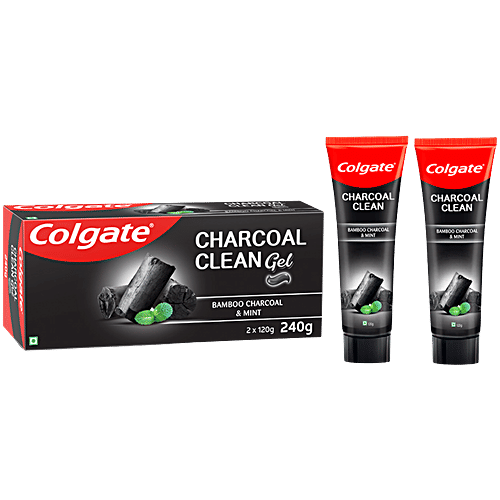 Colgate®
CHARCOAL
CLEAN Gel
BAMBOO CHARCOAL
& MINT
2 x 120g 240g
Colgate®
CHARCOAL
CLEAN
BAMBOO CHARCOAL
& MINT
Colgate®
CHARCOAL
CLEAN
BAMBOO CHARCOAL
& MINT